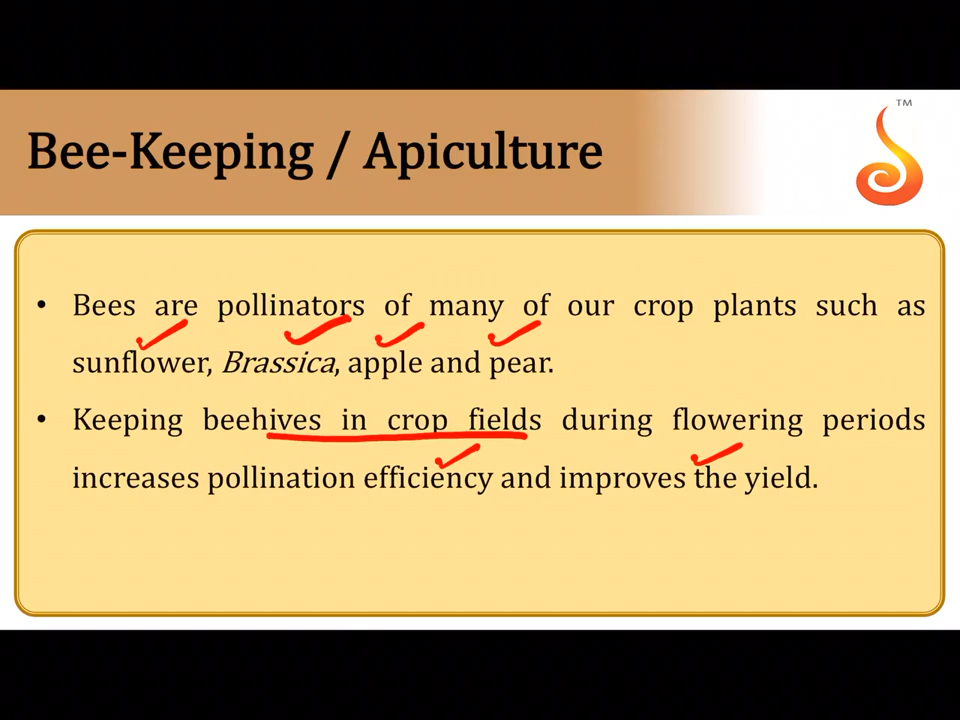 TM
Bee-Keeping / Apiculture
• Bees are pollinators of many of our crop plants such as
sunflower, Brassica, apple and pear.
• Keeping beehives in crop fields during flowering periods
increases pollination efficiency and improves the yield.